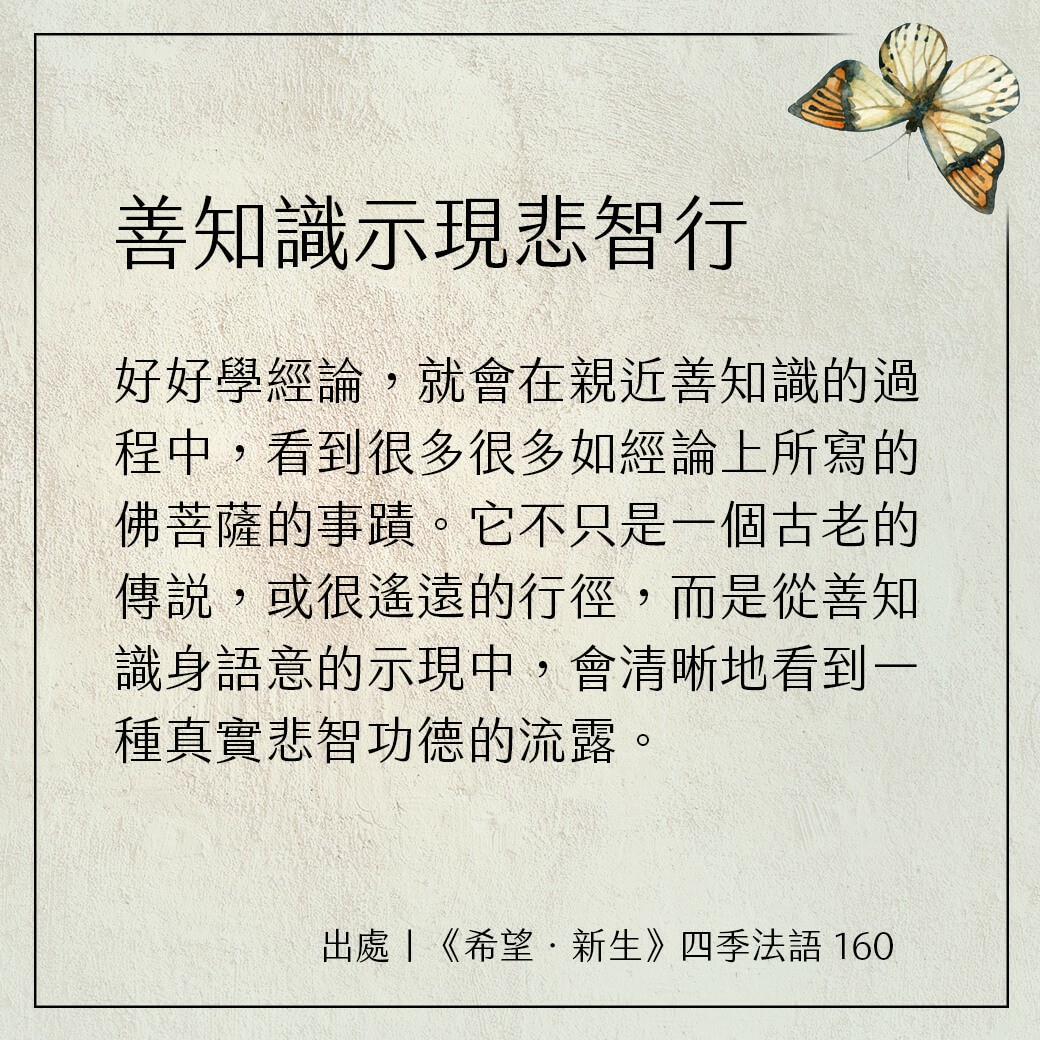 善知識示現悲智行
好好學經論，就會在親近善知識的過
程中，看到很多很多如經論上所寫的
佛菩薩的事蹟。它不只是一個古老的
傳說，或很遙遠的行徑，而是從善知
識身語意的示現中，會清晰地看到一
種真實悲智功德的流露。
出處｜《希望．新生》四季法語 160